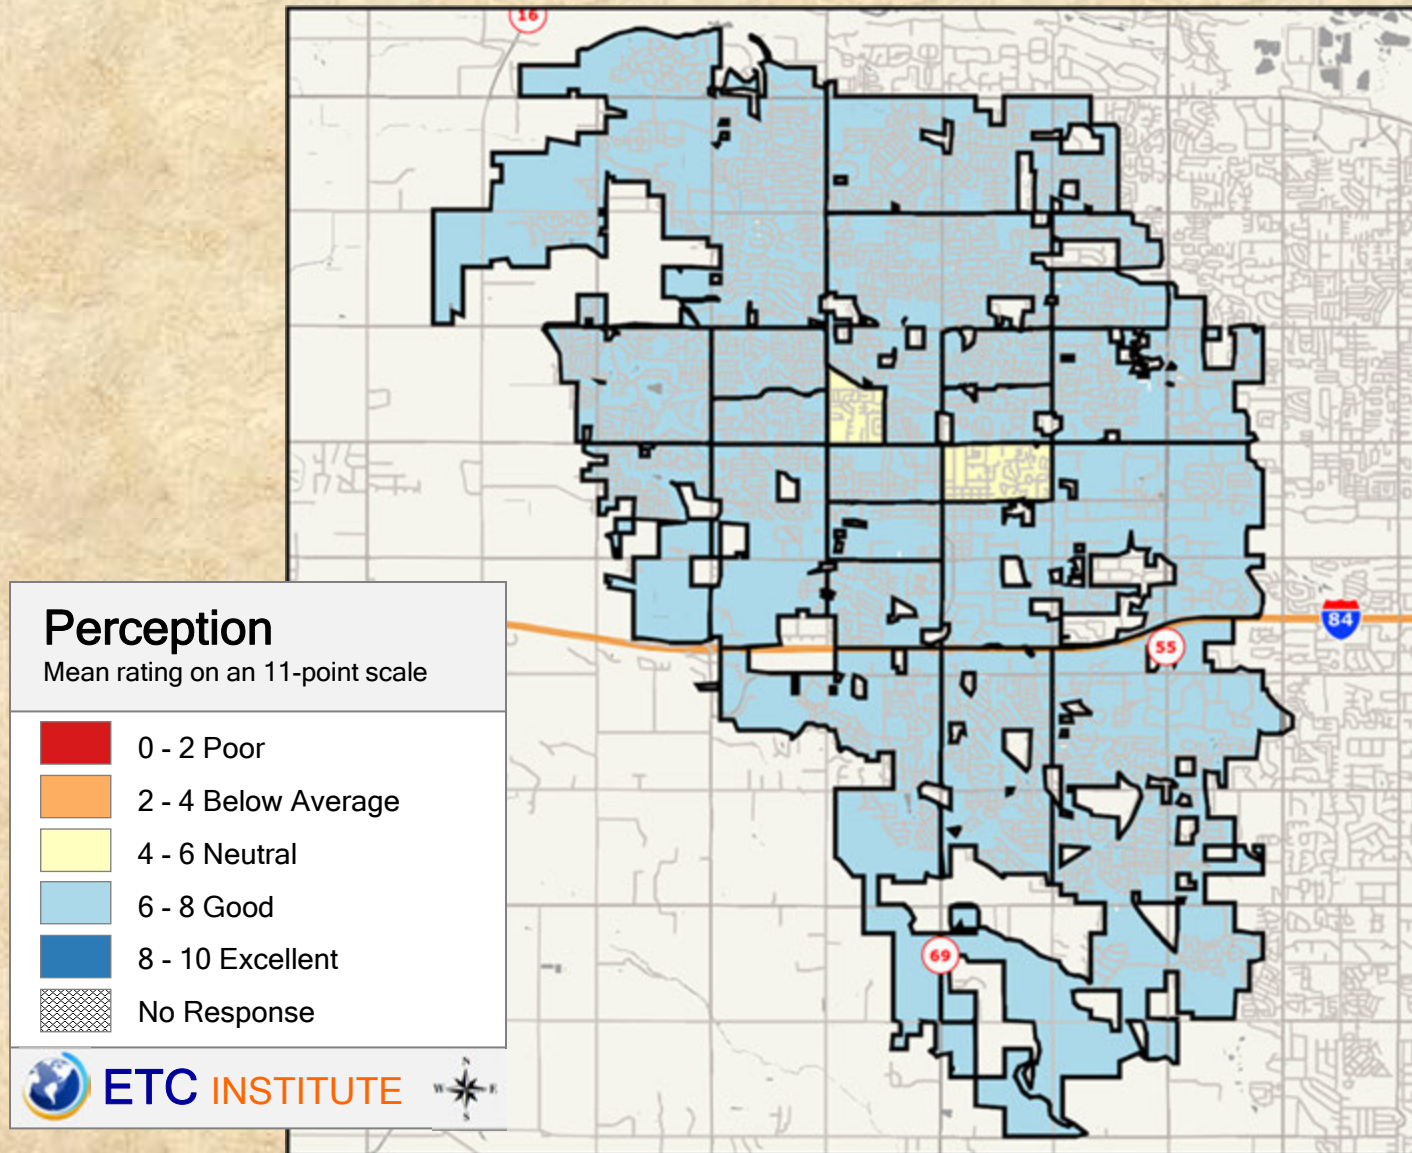 16
84
55
69
Perception
Mean rating on an 11-point scale
0 - 2 Poor
2 - 4 Below Average
4 - 6 Neutral
6 - 8 Good
8 - 10 Excellent
No Response
ETC INSTITUTE
N
W E
S